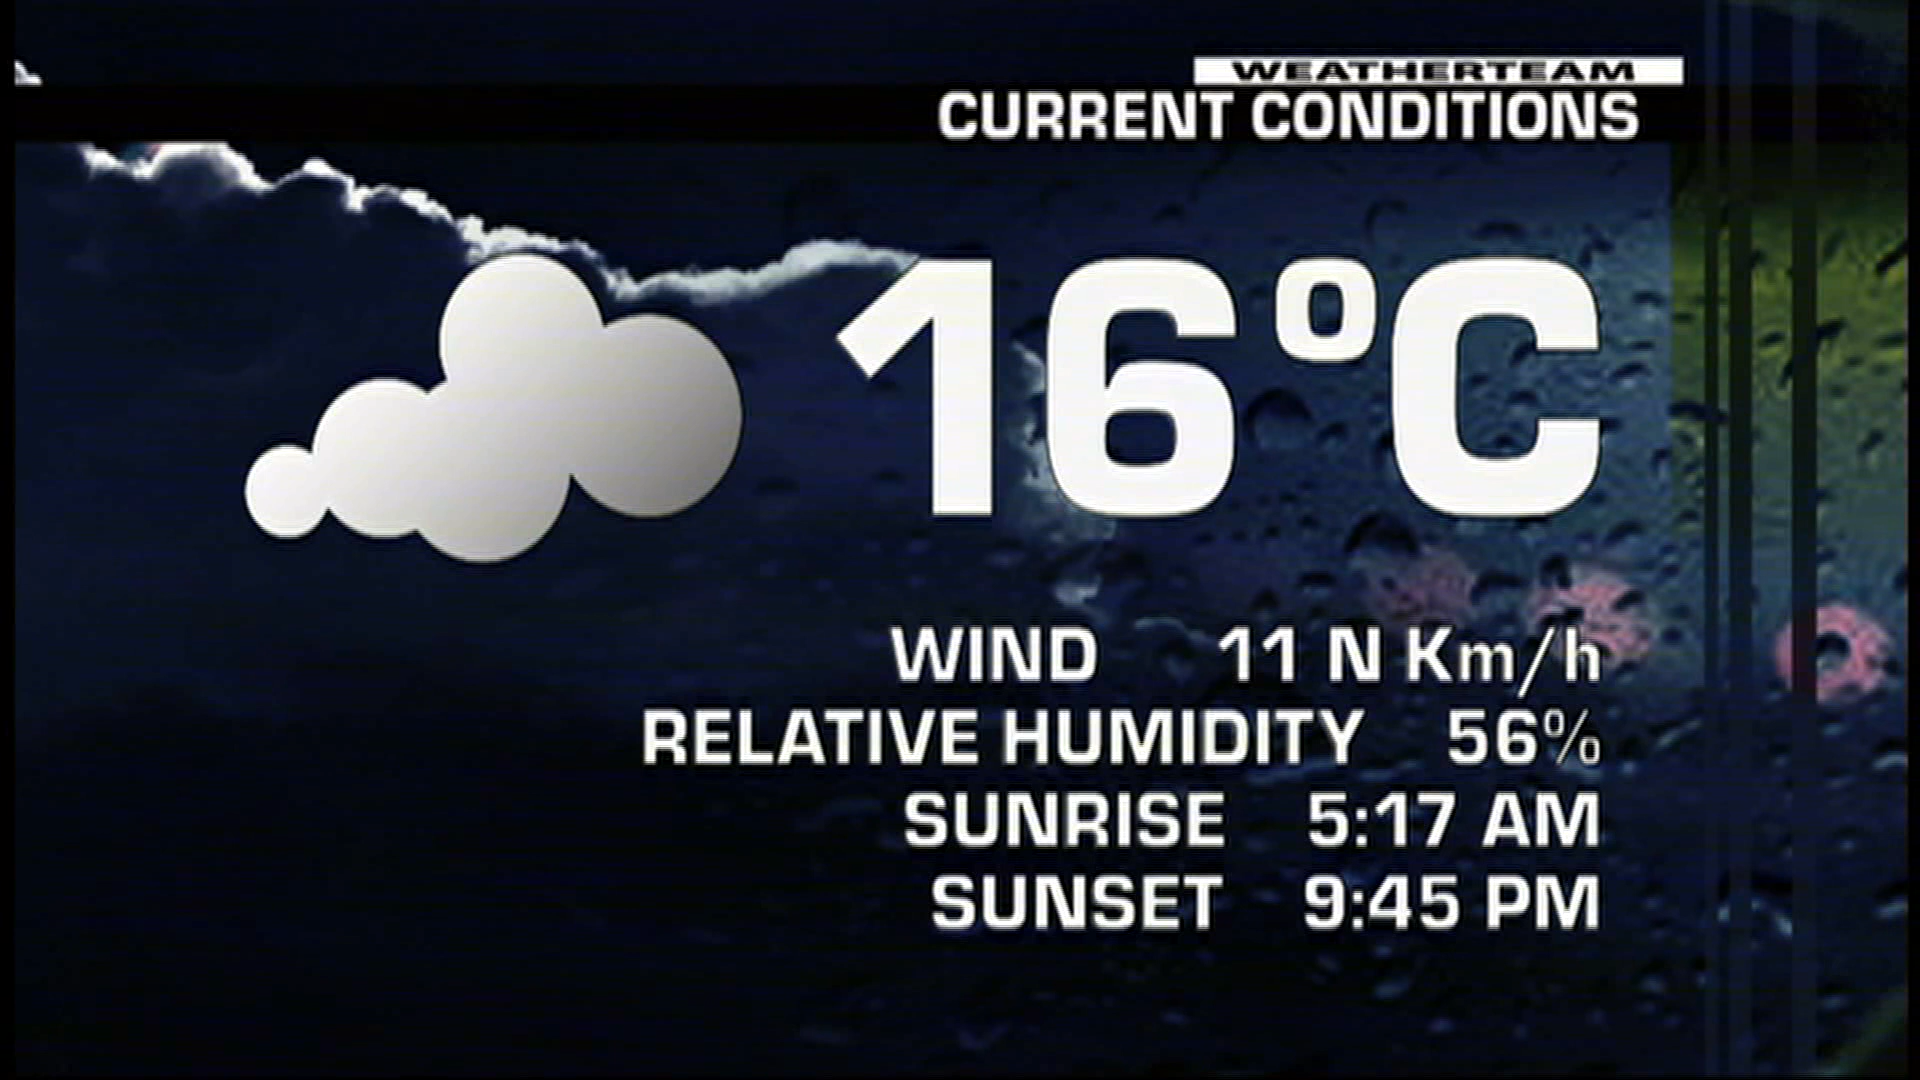 WEATHERTEAM
CURRENT CONDITIONS
16°C
WIND 11 N Km/h
RELATIVE HUMIDITY 56%
SUNRISE 5:17 AM
SUNSET 9:45 PM